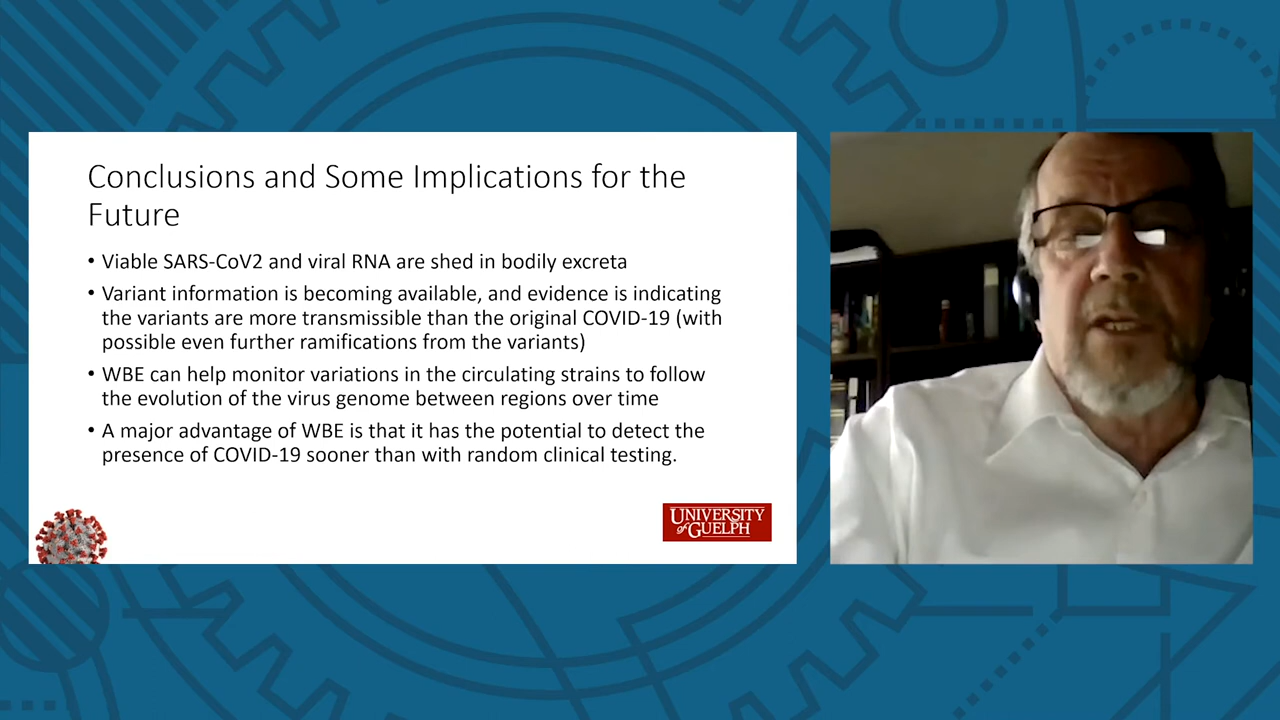 Conclusions and Some Implications for the
Future
• Viable SARS-CoV2 and viral RNA are shed in bodily excreta
• Variant information is becoming available, and evidence is indicating
the variants are more transmissible than the original COVID-19 (with
possible even further ramifications from the variants)
• WBE can help monitor variations in the circulating strains to follow
the evolution of the virus genome between regions over time
• A major advantage of WBE is that it has the potential to detect the
presence of COVID-19 sooner than with random clinical testing.
UNIVERSITY
of GUELPH